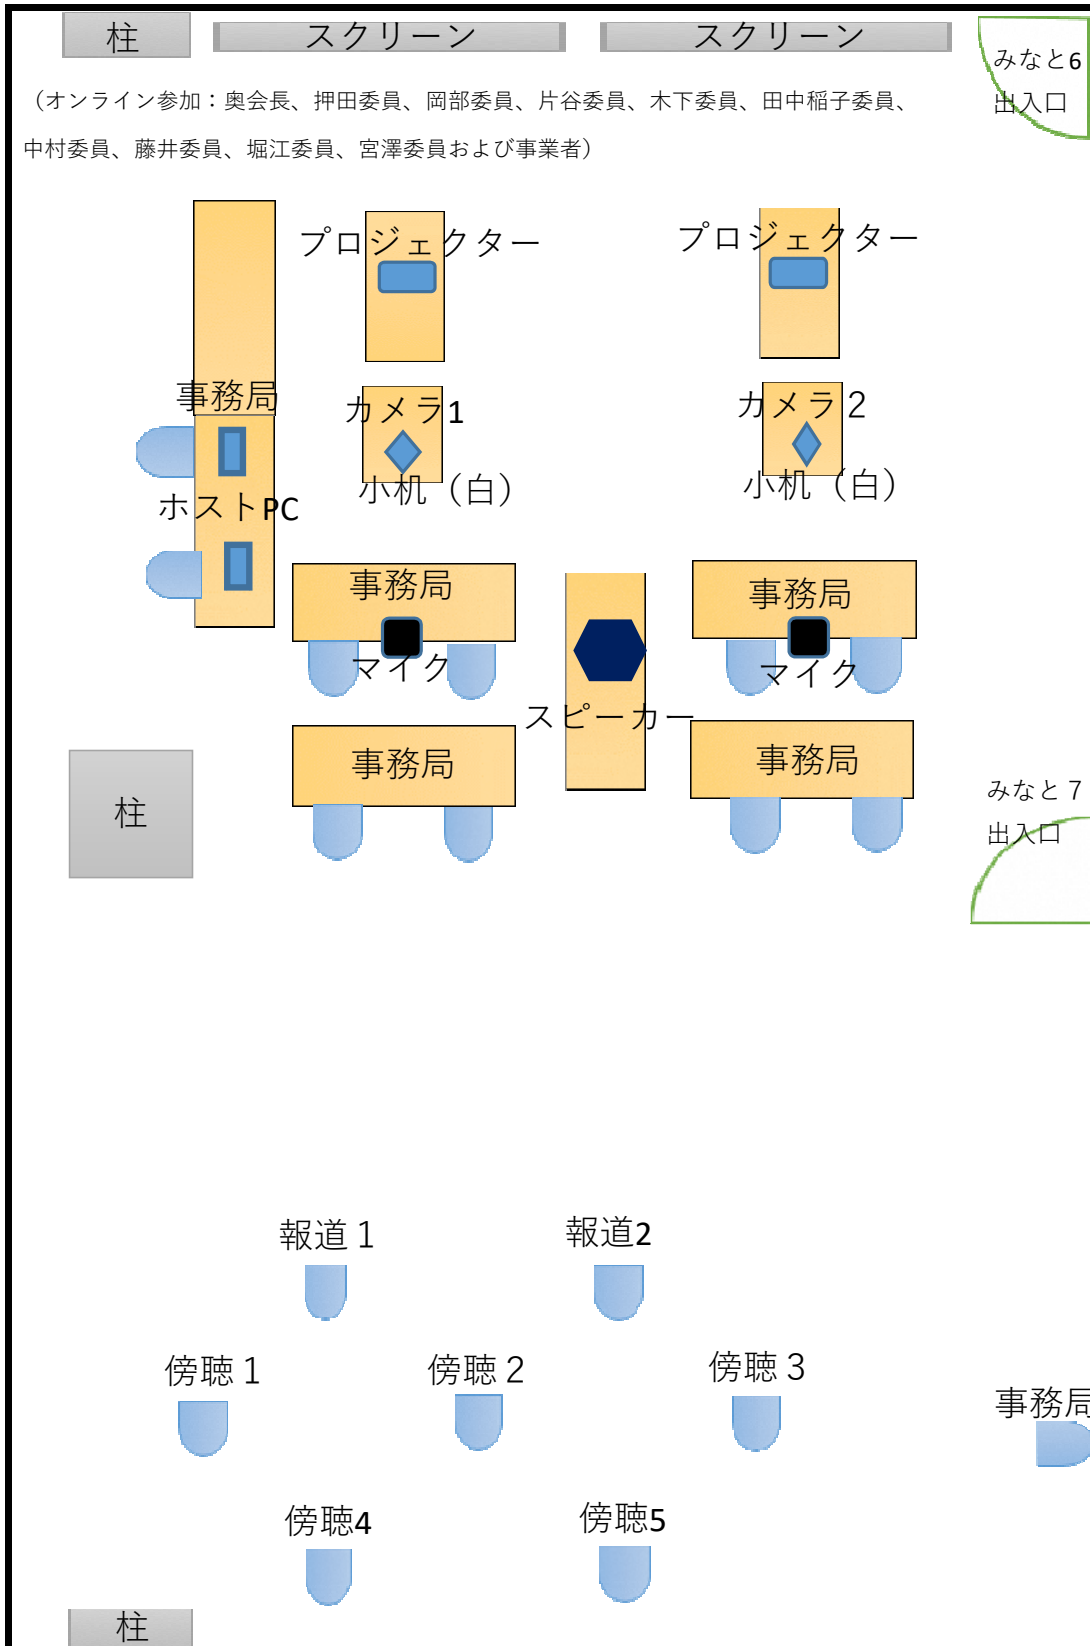 柱
スクリーン
スクリーン
みなと6
出入口
（オンライン参加：奥会長、押田委員、岡部委員、片谷委員、木下委員、田中稲子委員、
中村委員、藤井委員、堀江委員、宮澤委員および事業者）
プロジェクター
プロジェクター
事務局
カメラ1
カメラ２
小机（白）
小机（白）
ホストPC
事務局
事務局
マイク
マイク
スピーカー
事務局
事務局
柱
みなと７
出入口
報道１
報道2
傍聴１
傍聴２
傍聴３
事務局
傍聴4
傍聴5
柱